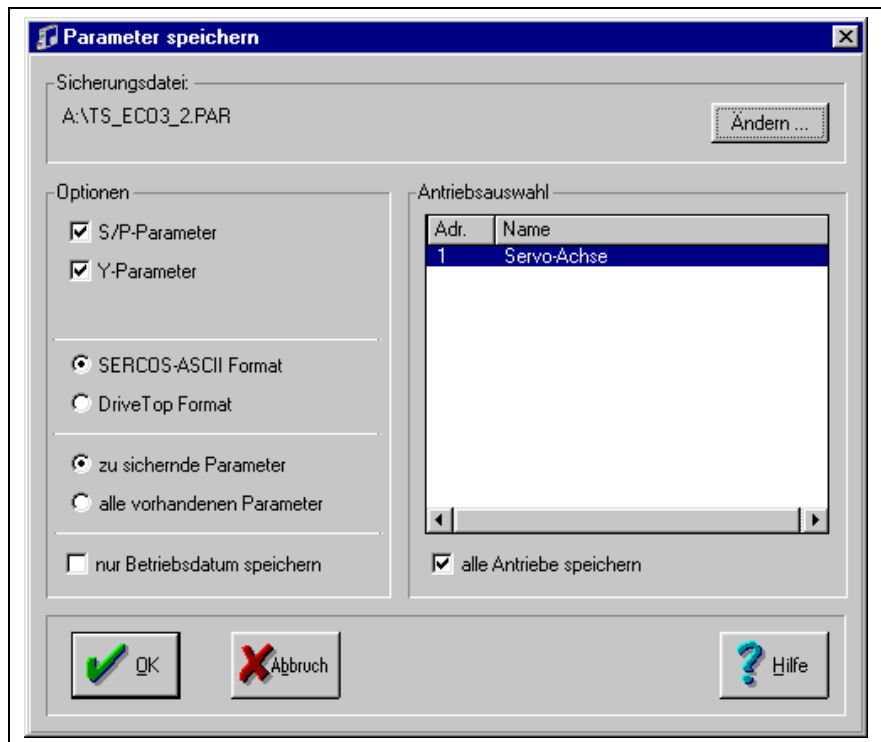 Parameter speichern
Sicherungsdatei:
A:\TS_ECO3_2.PAR
Ändern ...
Optionen
S/P-Parameter
Y-Parameter
SERCOS-ASCII Format
DriveTop Format
zu sichernde Parameter
alle vorhandenen Parameter
nur Betriebsdatum speichern
Antriebsauswahl
Adr. Name
1 Servo-Achse
alle Antriebe speichern
OK
Abbruch
Hilfe